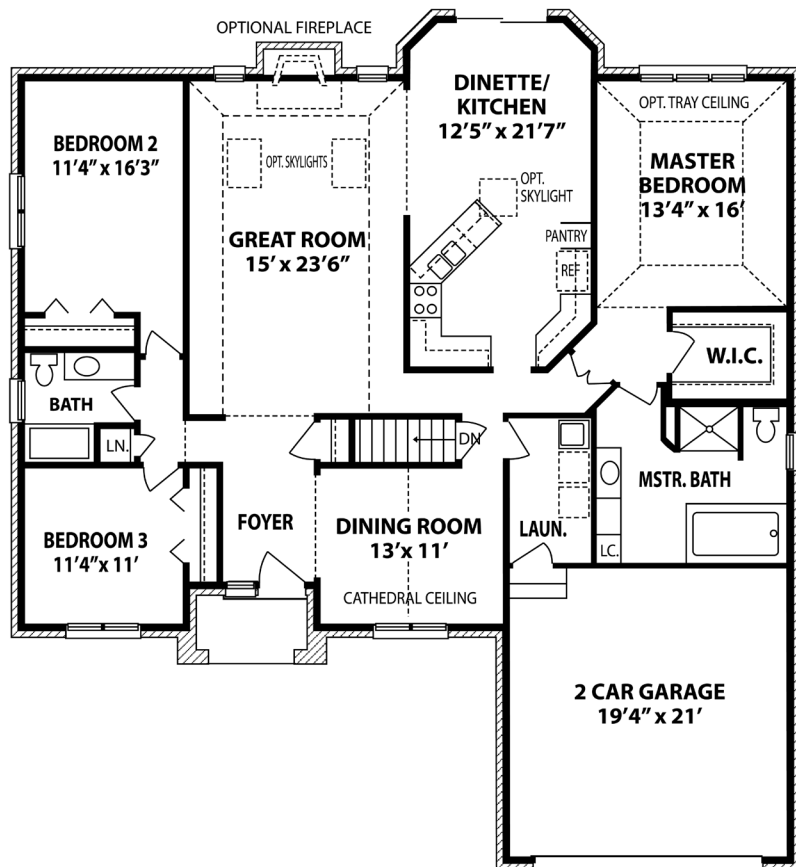 OPTIONAL FIREPLACE
DINETTE/
KITCHEN
12'5" x 21'7"
OPT. TRAY CEILING
BEDROOM 2
11'4" x 16'3"
OPT. SKYLIGHTS
MASTER
BEDROOM
13'4" x 16'
OPT.
SKYLIGHT
GREAT ROOM
15' x 23'6"
PANTRY
REF
W.I.C.
BATH
LN.
DN
MSTR. BATH
BEDROOM 3
11'4" x 11'
FOYER
DINING ROOM
13' x 11'
LAUN.
LC.
CATHEDRAL CEILING
2 CAR GARAGE
19'4" x 21'